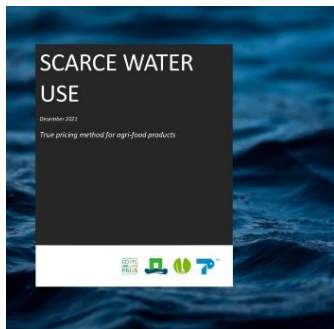 SCARCE WATER
USE
December 2021
True pricing method for agri-food products